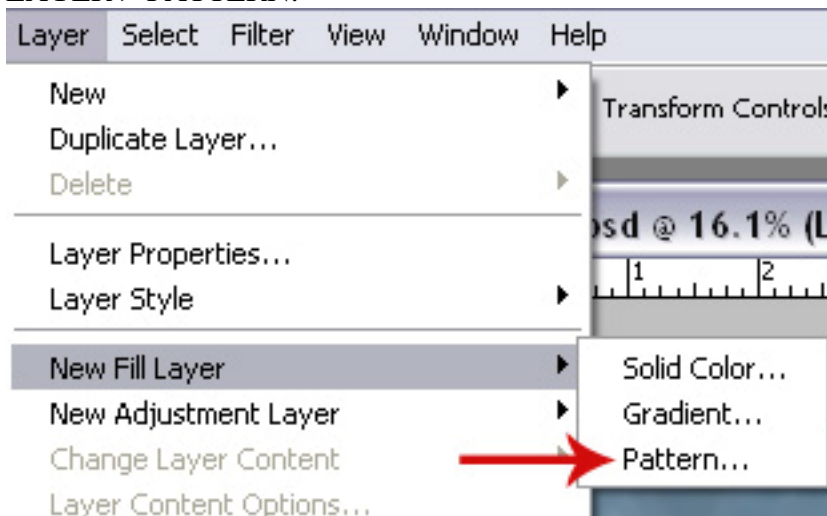 Layer Select Filter View Window Help
New
Transform Controls
Duplicate Layer...
Delete
psd @ 16.1% (L
Layer Properties...
1 2
Layer Style
New Fill Layer
Solid Color...
New Adjustment Layer
Gradient...
Change Layer Content
Pattern...
Layer Content Options...